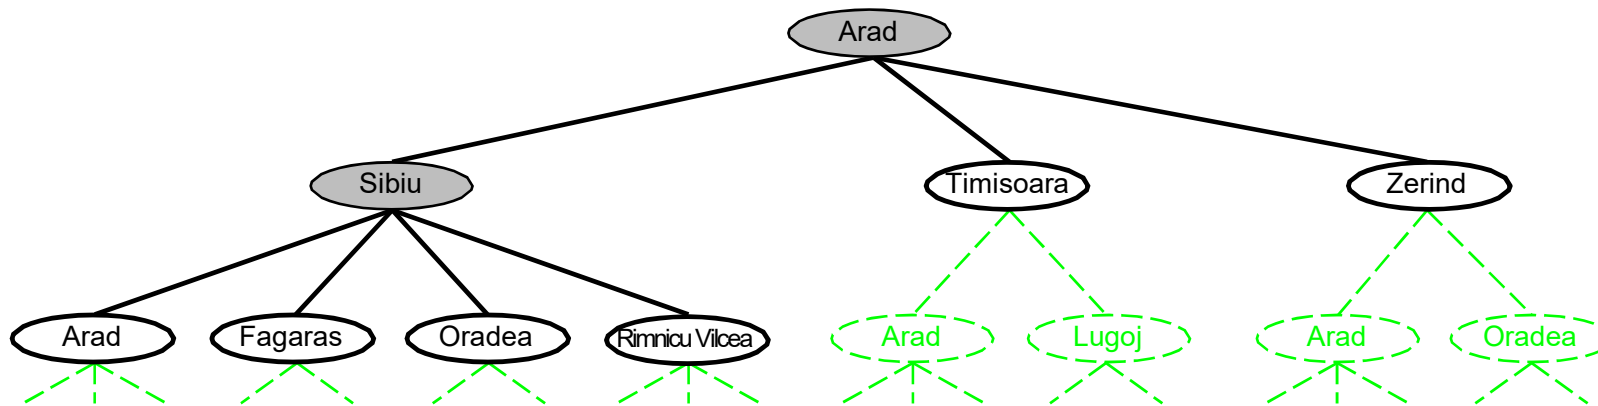 Arad
Sibiu
Timisoara
Zerind
Arad
Fagaras
Oradea
Rimnicu Vilcea
Arad
Lugoj
Arad
Oradea